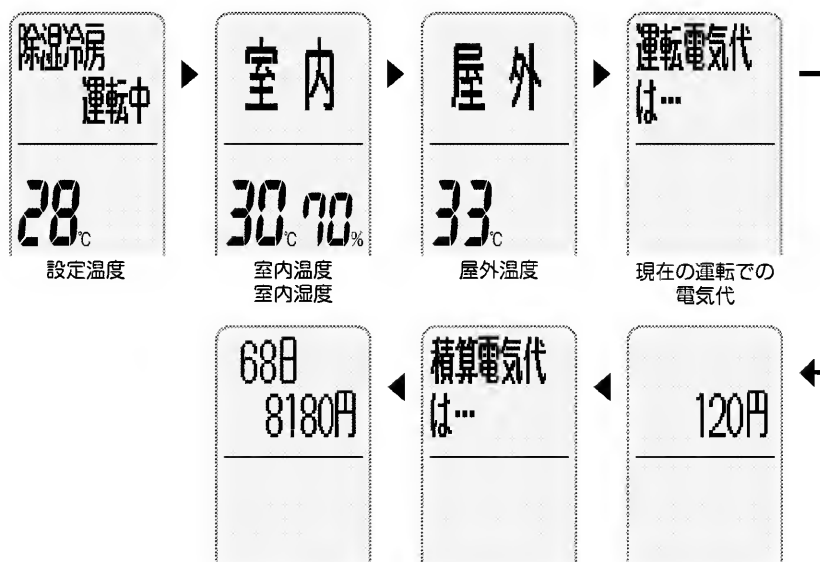 除湿冷房
運転中
28℃
設定温度
室内
30℃ 70%
室内温度
室内湿度
屋外
33℃
屋外温度
運転電気代
は…
現在の運転での
電気代
120円
積算電気代
は…
68日
8180円